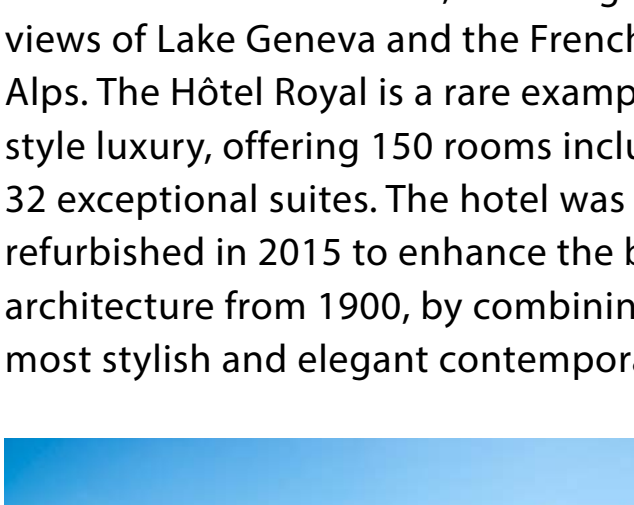 views of Lake Geneva and the French
Alps. The Hôtel Royal is a rare
style luxury, offering 150 rooms
32 exceptional suites. The hotel was
refurbished in 2015 to enhance the
architecture from 1900, by
most stylish and elegant